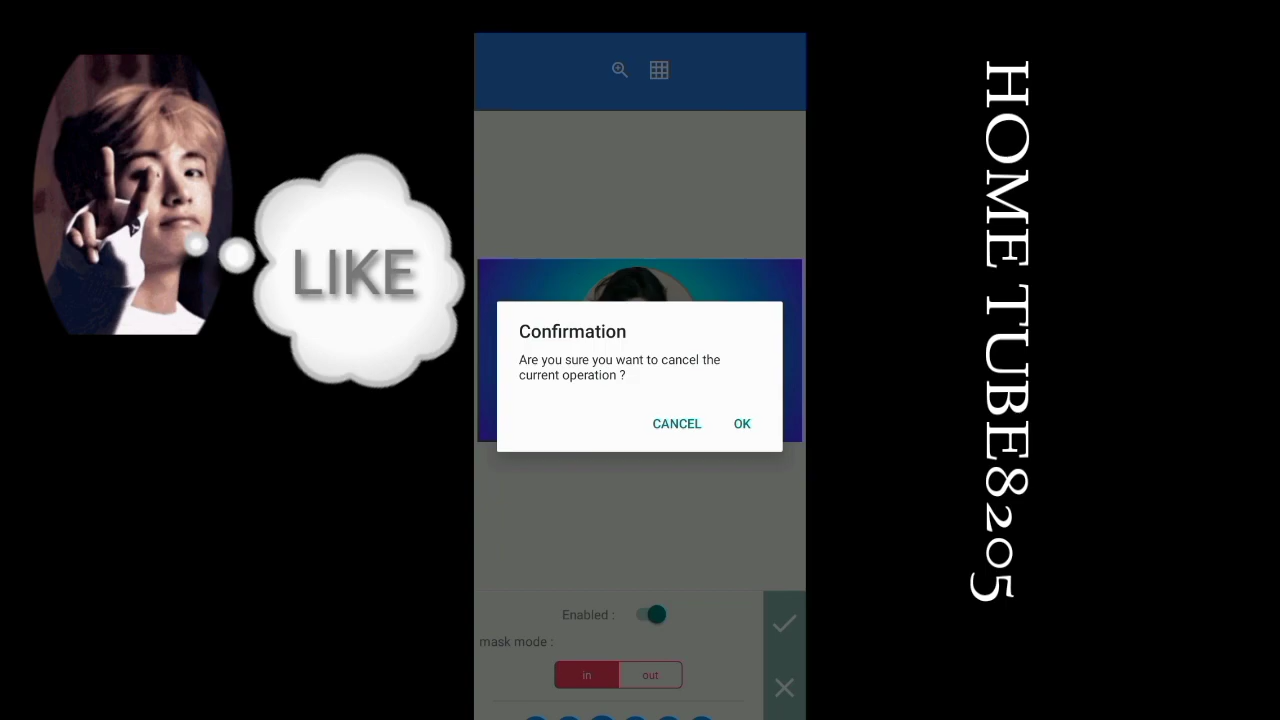 LIKE
Confirmation
Are you sure you want to cancel the
current operation ?
CANCEL OK
Enabled :
mask mode :
in out
HOME TUBE8205